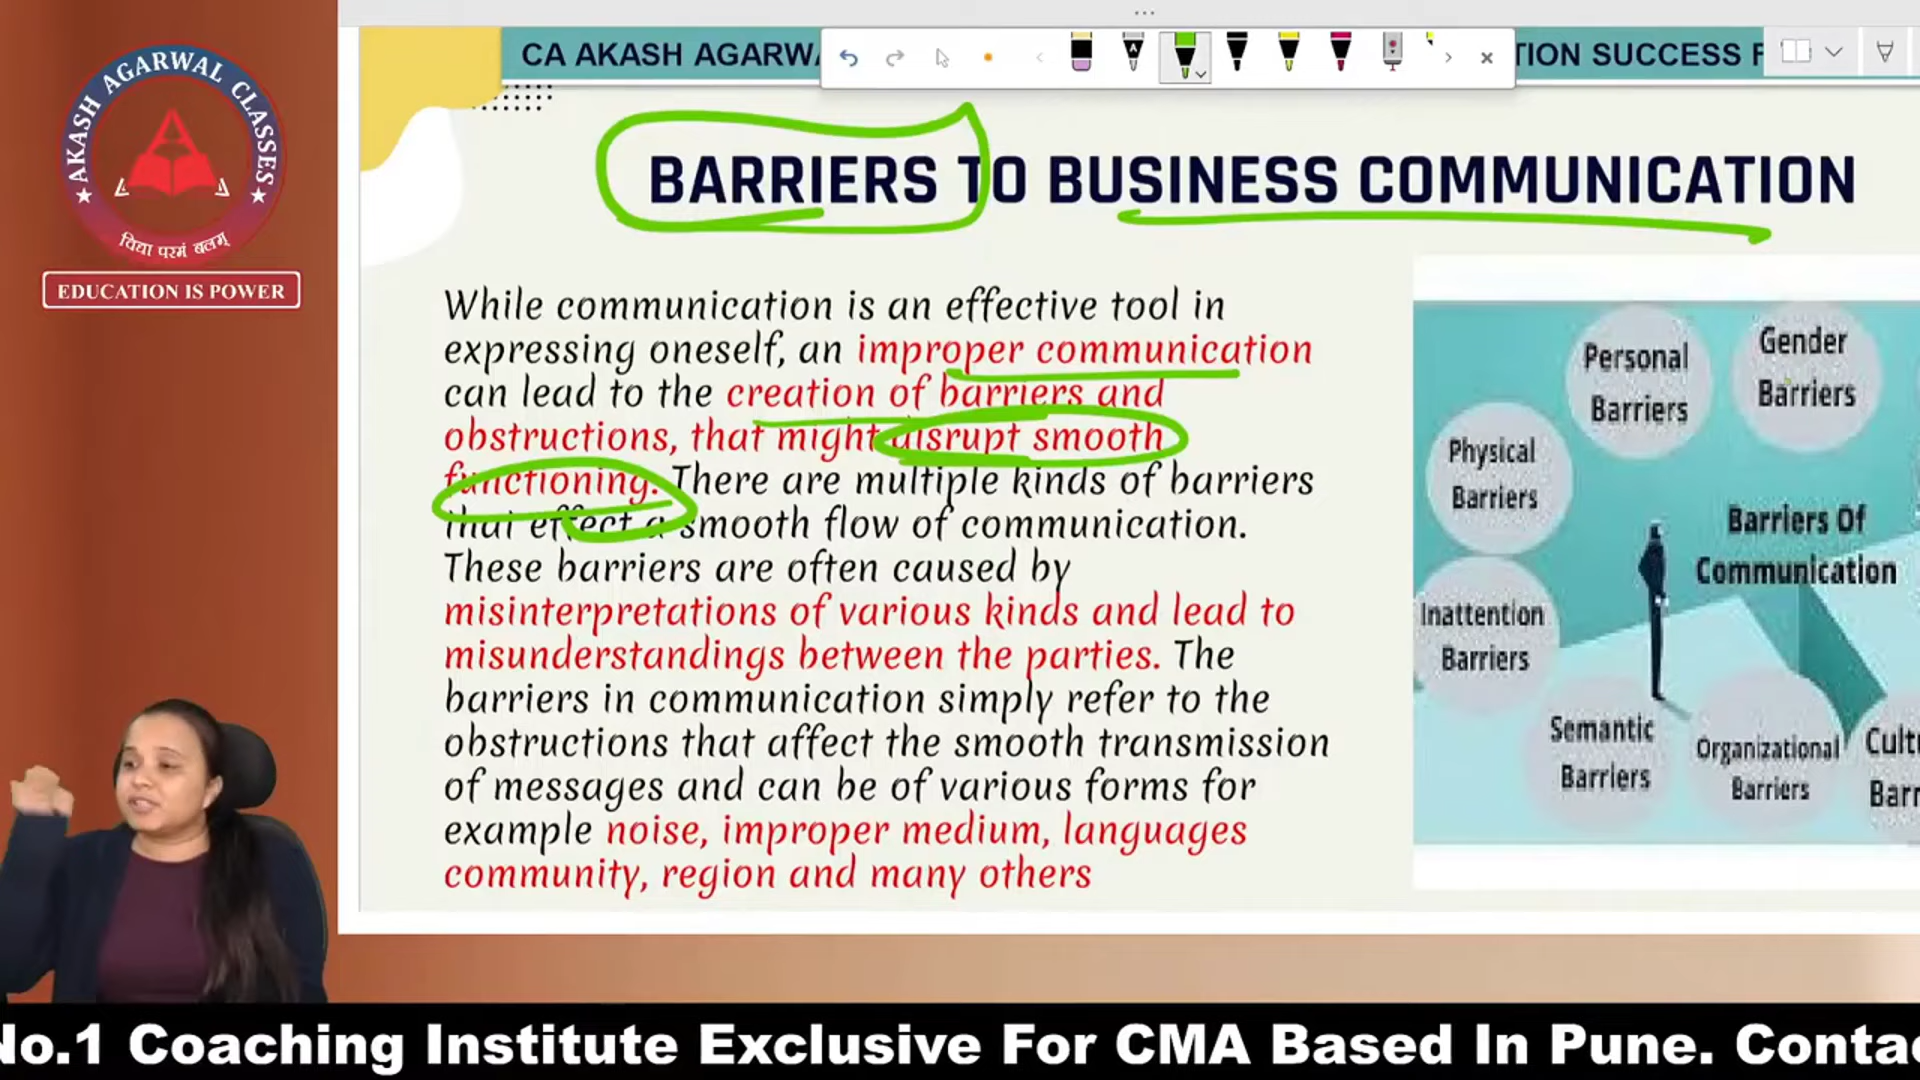 AKASH AGARWAL CLASSES
विद्या परमं बलम्
EDUCATION IS POWER
CA AKASH AGARWA
TION SUCCESS F
BARRIERS TO BUSINESS COMMUNICATION
While communication is an effective tool in
expressing oneself, an improper communication
can lead to the creation of barriers and
obstructions, that might disrupt smooth
functioning. There are multiple kinds of barriers
that effect a smooth flow of communication.
These barriers are often caused by
misinterpretations of various kinds and lead to
misunderstandings between the parties. The
barriers in communication simply refer to the
obstructions that affect the smooth transmission
of messages and can be of various forms for
example noise, improper medium, languages
community, region and many others
Personal
Barriers
Gender
Barriers
Physical
Barriers
Barriers Of
Communication
Inattention
Barriers
Semantic
Barriers
Organizational
Barriers
Cultu
Barr
No.1 Coaching Institute Exclusive For CMA Based In Pune. Contac